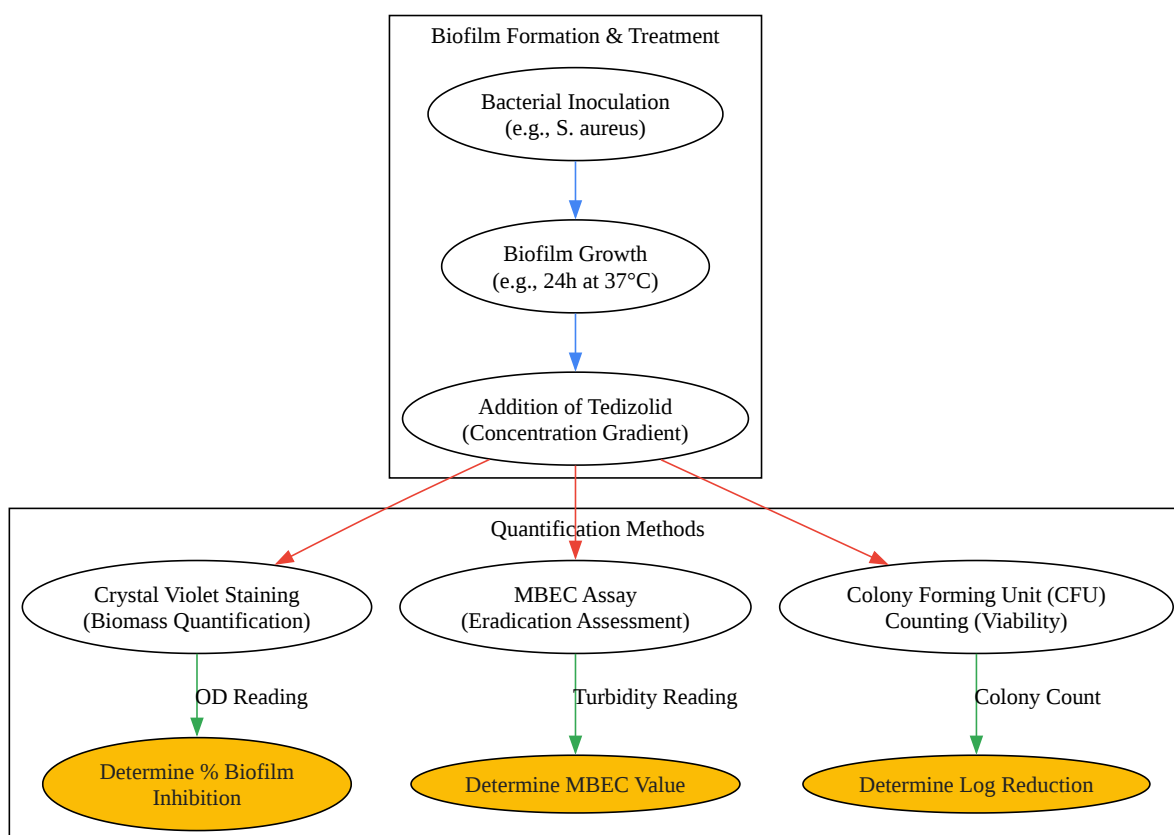 Biofilm Formation & Treatment
Bacterial Inoculation
(e.g., S. aureus)
Biofilm Growth
(e.g., 24h at 37°C)
Addition of Tedizolid
(Concentration Gradient)
Quantification Methods
Crystal Violet Staining
(Biomass Quantification)
MBEC Assay
(Eradication Assessment)
Colony Forming Unit (CFU)
Counting (Viability)
OD Reading
Turbidity Reading
Colony Count
Determine % Biofilm
Inhibition
Determine MBEC Value
Determine Log Reduction